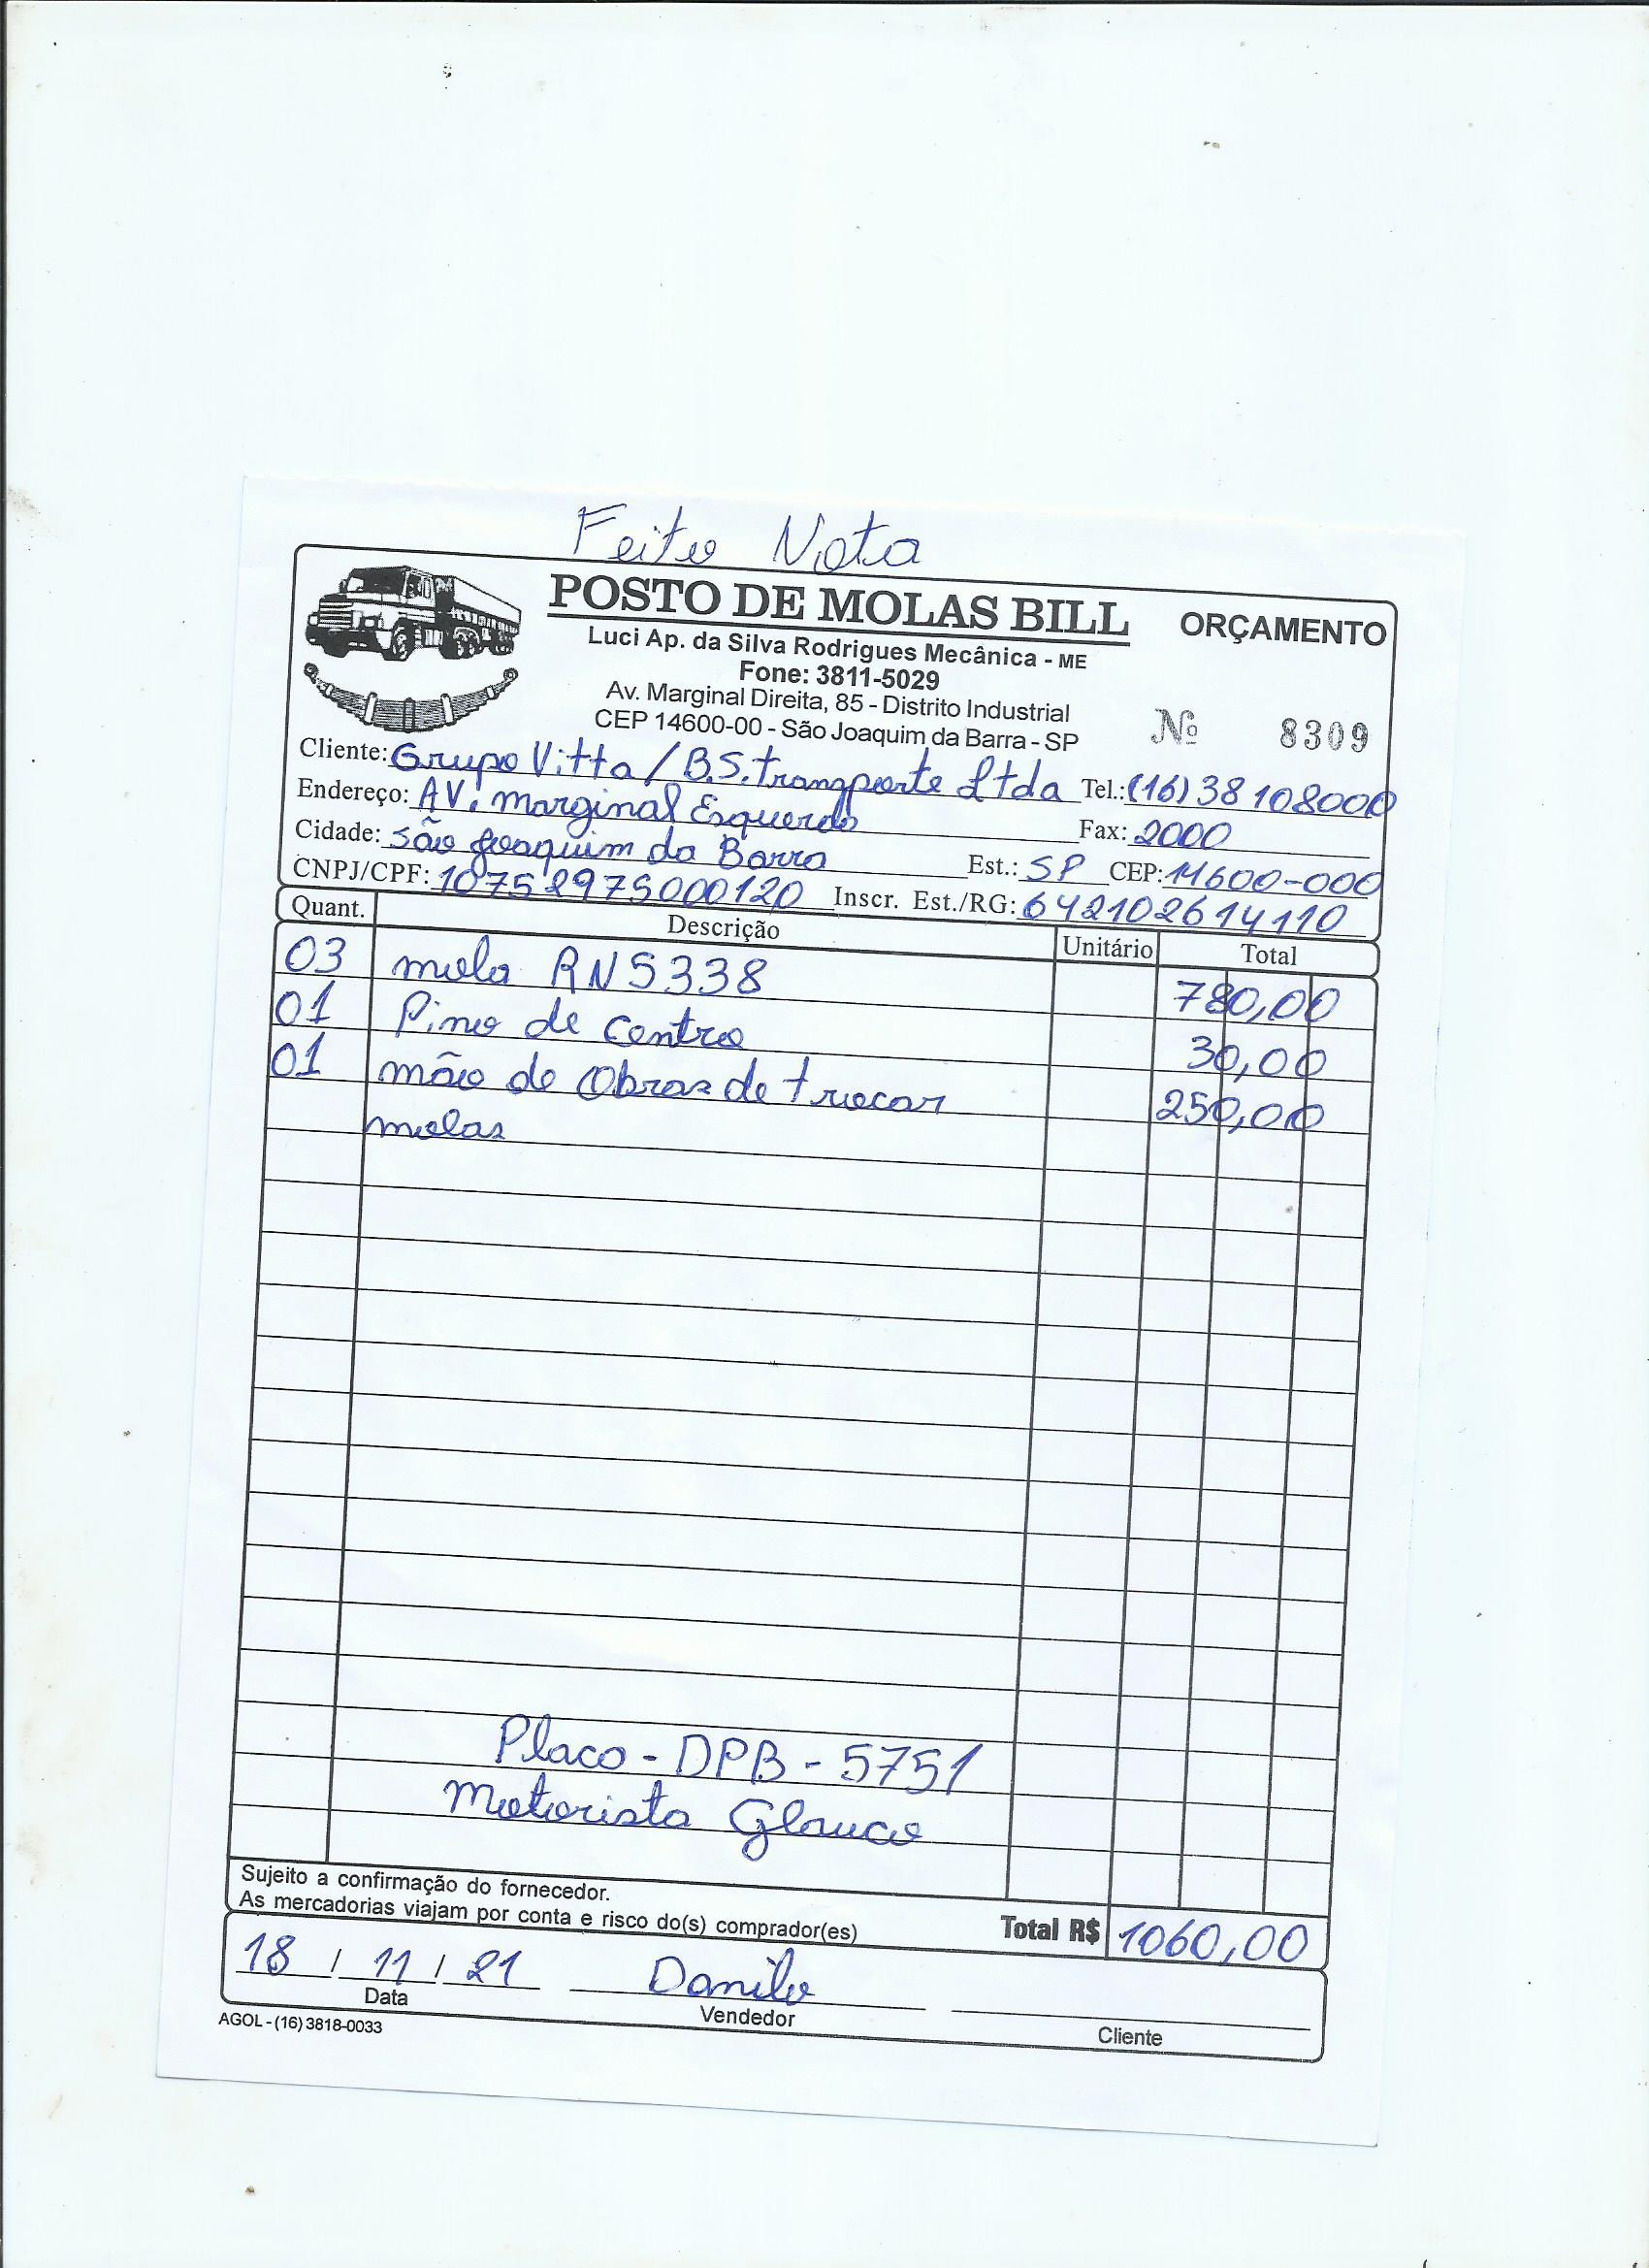 Feito Nota
POSTO DE MOLAS BILL ORÇAMENTO
Luci Ap. da Silva Rodrigues Mecânica - ME
Fone: 3811-5029
Av. Marginal Direita, 85 - Distrito Industrial
CEP 14600-00 - São Joaquim da Barra - SP Nº 8309
Cliente: Grupo Vitta / B.S. transporte Ltda Tel.: (16) 38108000
Endereço: AV. marginal Esquerda Fax: 2000
Cidade: São Joaquim da Barra Est.: SP CEP: 14600-000
CNPJ/CPF: 10752975000120 Inscr. Est./RG: 642102614110
Quant. Descrição Unitário Total
03 mola RN5338 780,00
01 Pino de Centro 30,00
01 mão de Obras de trocar 250,00
molas
Placa - DPB - 5751
Motorista Glauco
Sujeito a confirmação do fornecedor.
As mercadorias viajam por conta e risco do(s) comprador(es) Total R$ 1060,00
18 / 11 / 21 Danilo
Data Vendedor Cliente
AGOL - (16) 3818-0033